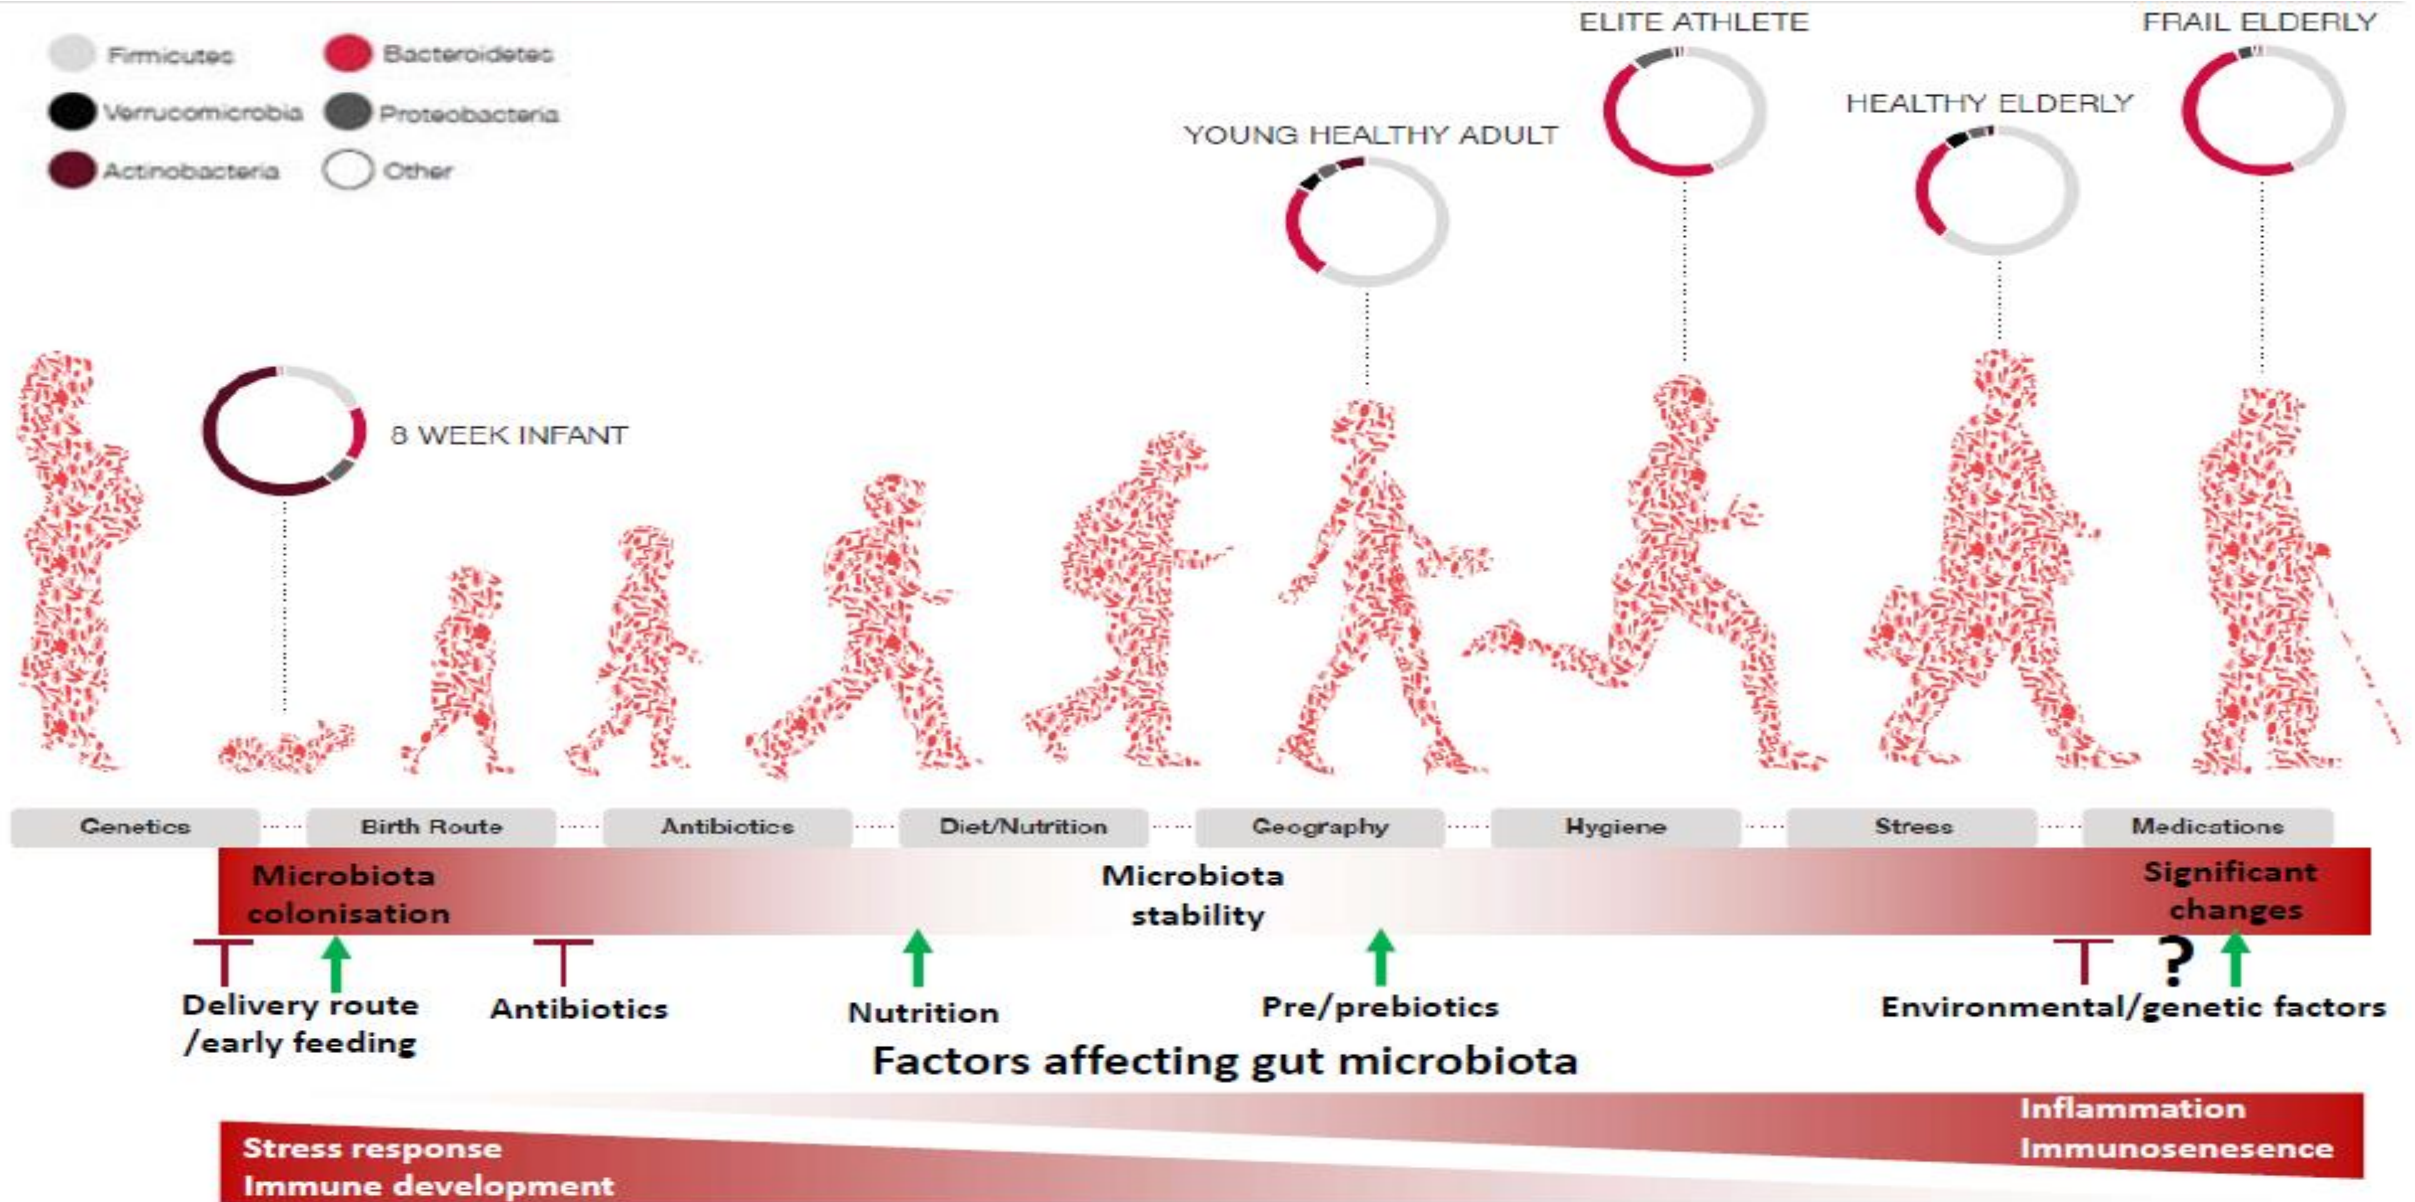 Firmicutes
Bacteroidetes
Verrucomicrobia
Proteobacteria
Actinobacteria
Other
ELITE ATHLETE
FRAIL ELDERLY
HEALTHY ELDERLY
YOUNG HEALTHY ADULT
8 WEEK INFANT
Genetics
Birth Route
Antibiotics
Diet/Nutrition
Geography
Hygiene
Stress
Medications
Microbiota
colonisation
Microbiota
stability
Significant
changes
?
Delivery route
/early feeding
Antibiotics
Nutrition
Pre/prebiotics
Environmental/genetic factors
Factors affecting gut microbiota
Inflammation
Immunosenesence
Stress response
Immune development